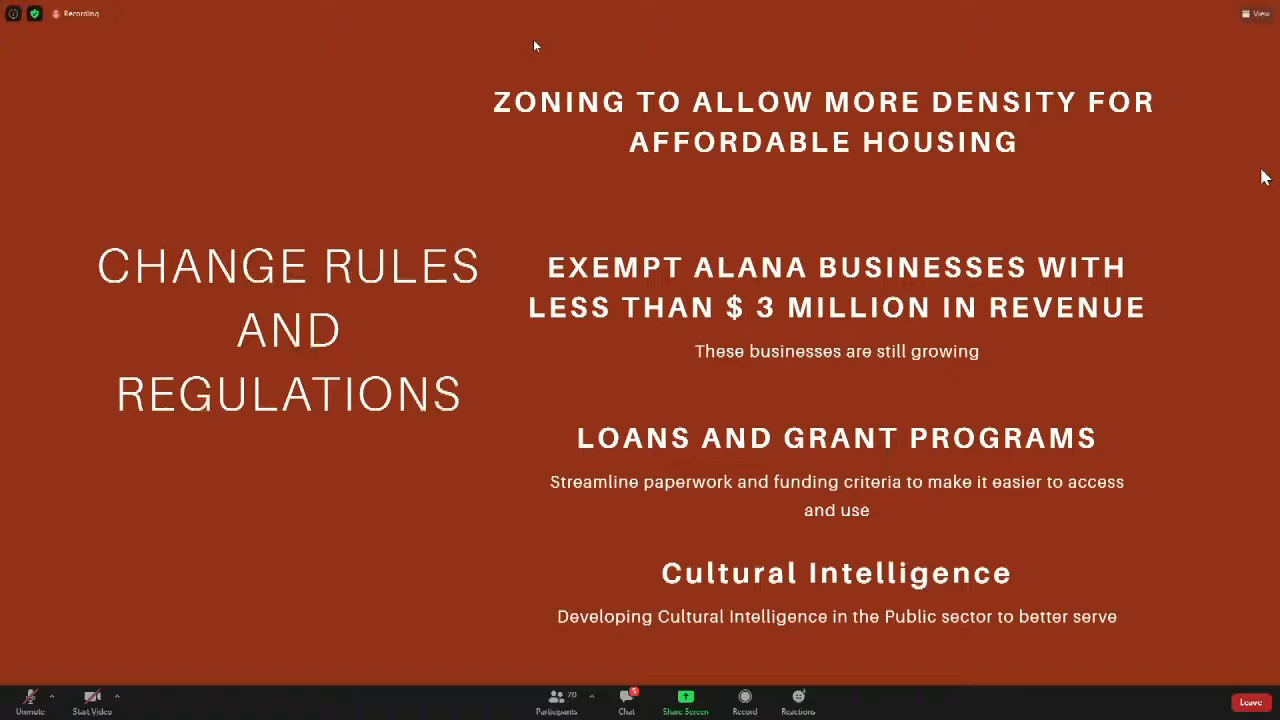 Recording
View
ZONING TO ALLOW MORE DENSITY FOR
AFFORDABLE HOUSING
CHANGE RULES
AND
REGULATIONS
EXEMPT ALANA BUSINESSES WITH
LESS THAN $ 3 MILLION IN REVENUE
These businesses are still growing
LOANS AND GRANT PROGRAMS
Streamline paperwork and funding criteria to make it easier to access
and use
Cultural Intelligence
Developing Cultural Intelligence in the Public sector to better serve
Unmute
Start Video
Participants
20
Chat
5
Share Screen
Record
Reactions
Leave